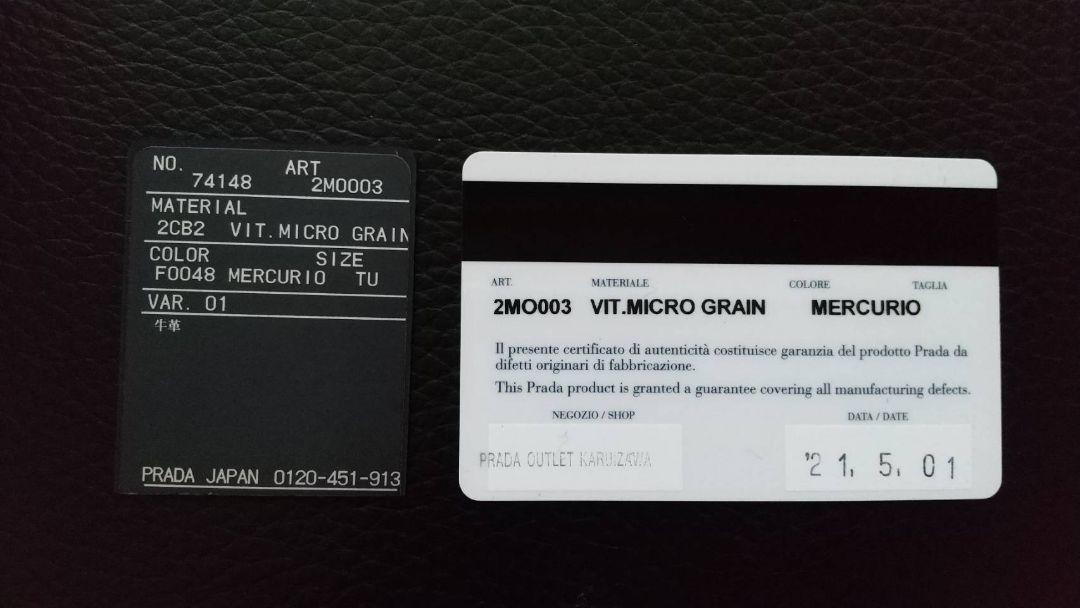 NO. ART
74148 2M0003
MATERIAL
2CB2 VIT.MICRO GRAIN
COLOR SIZE
F0048 MERCURIO TU
VAR. 01
牛革
PRADA JAPAN 0120-451-913
ART. MATERIALE COLORE TAGLIA
2MO003 VIT.MICRO GRAIN MERCURIO
Il presente certificato di autenticità costituisce garanzia del prodotto Prada da
difetti originari di fabbricazione.
This Prada product is granted a guarantee covering all manufacturing defects.
NEGOZIO / SHOP DATA / DATE
PRADA OUTLET KARUIZAWA '21. 5. 01